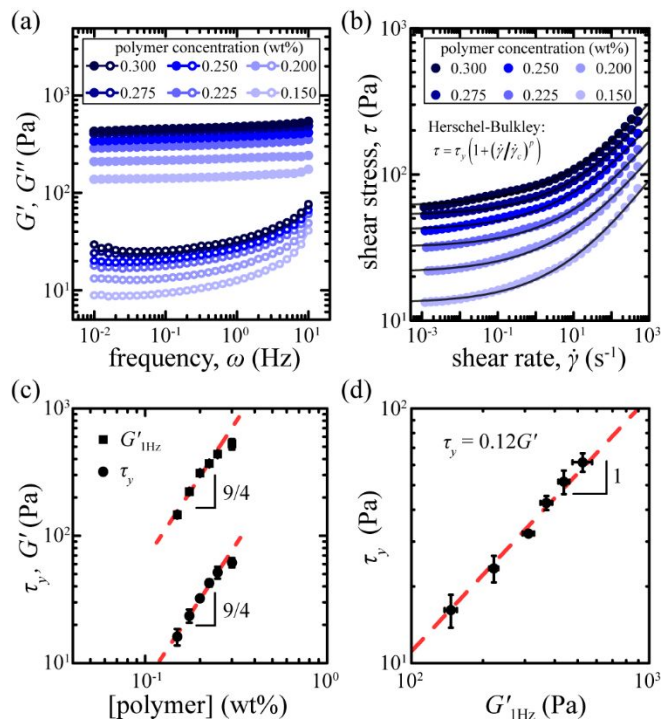 (a)
polymer concentration (wt%)
0.300 0.250 0.200
0.275 0.225 0.150
G′, G″ (Pa)
10³
10²
10¹
10⁻² 10⁻¹ 10⁰ 10¹
frequency, ω (Hz)
(b)
polymer concentration (wt%)
0.300 0.250 0.200
0.275 0.225 0.150
Herschel-Bulkley:
τ = τy(1+(γ̇/γ̇c)ᵖ)
shear stress, τ (Pa)
10³
10²
10¹
10⁻³ 10⁻¹ 10¹ 10³
shear rate, γ̇ (s⁻¹)
(c)
G′1Hz
τy
9/4
9/4
τy, G′ (Pa)
10³
10²
10¹
10⁻¹ 10⁰
[polymer] (wt%)
(d)
τy = 0.12G′
1
τy (Pa)
10²
10¹
10² 10³
G′1Hz (Pa)